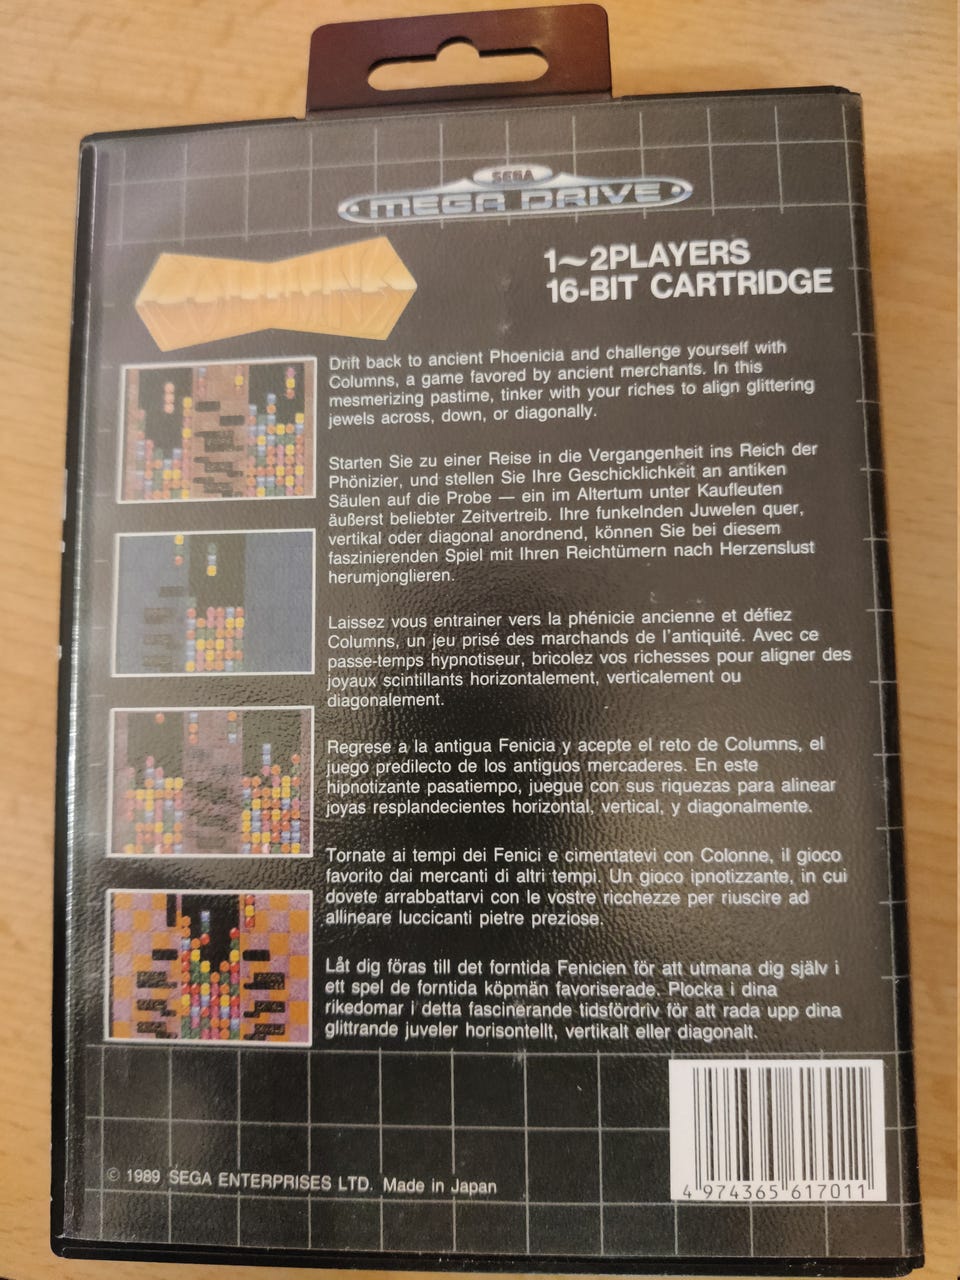 SEGA
MEGA DRIVE
COLUMNS
1~2PLAYERS
16-BIT CARTRIDGE
Drift back to ancient Phoenicia and challenge yourself with
Columns, a game favored by ancient merchants. In this
mesmerizing pastime, tinker with your riches to align glittering
jewels across, down, or diagonally.
Starten Sie zu einer Reise in die Vergangenheit ins Reich der
Phönizier, und stellen Sie Ihre Geschicklichkeit an antiken
Säulen auf die Probe — ein im Altertum unter Kaufleuten
äußerst beliebter Zeitvertreib. Ihre funkelnden Juwelen quer,
vertikal oder diagonal anordnend, können Sie bei diesem
faszinierenden Spiel mit Ihren Reichtümern nach Herzenslust
herumjonglieren.
Laissez vous entrainer vers la phénicie ancienne et défiez
Columns, un jeu prisé des marchands de l'antiquité. Avec ce
passe-temps hypnotiseur, bricolez vos richesses pour aligner des
joyaux scintillants horizontalement, verticalement ou
diagonalement.
Regrese a la antigua Fenicia y acepte el reto de Columns, el
juego predilecto de los antiguos mercaderes. En este
hipnotizante pasatiempo, juegue con sus riquezas para alinear
joyas resplandecientes horizontal, vertical, y diagonalmente.
Tornate ai tempi dei Fenici e cimentatevi con Colonne, il gioco
favorito dai mercanti di altri tempi. Un gioco ipnotizzante, in cui
dovete arrabbattarvi con le vostre ricchezze per riuscire ad
allineare luccicanti pietre preziose.
Låt dig föras till det forntida Fenicien för att utmana dig själv i
ett spel de forntida köpmän favoriserade. Plocka i dina
rikedomar i detta fascinerande tidsfördriv för att rada upp dina
glittrande juveler horisontellt, vertikalt eller diagonalt.
© 1989 SEGA ENTERPRISES LTD. Made in Japan
4 974365 617011